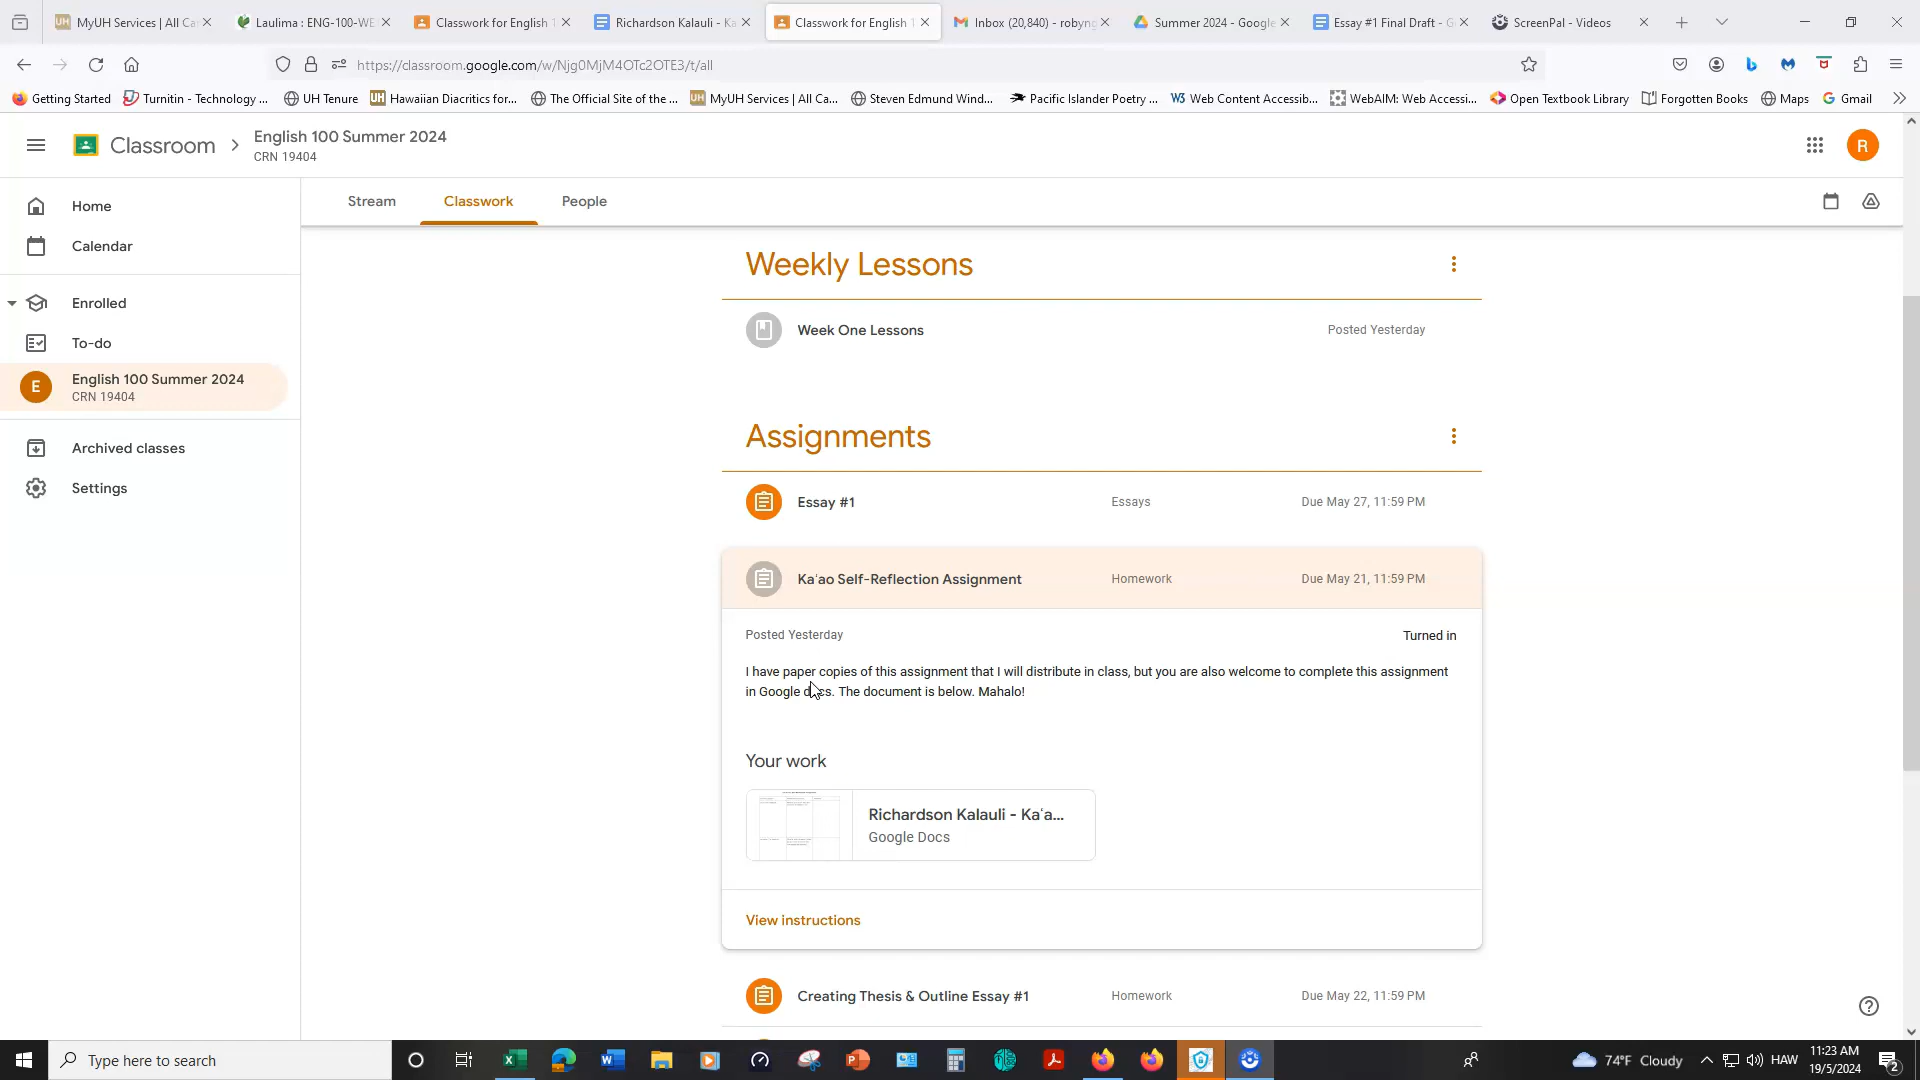 MyUH Services | All Ca
Laulima : ENG-100-WE
Classwork for English 1
Richardson Kalauli - Ka
Classwork for English 1
Inbox (20,840) - robyng
Summer 2024 - Google
Essay #1 Final Draft - G
ScreenPal - Videos
https://classroom.google.com/w/Njg0MjM4OTc2OTE3/t/all
Getting Started
Turnitin - Technology ...
UH Tenure
Hawaiian Diacritics for...
The Official Site of the ...
MyUH Services | All Ca...
Steven Edmund Wind...
Pacific Islander Poetry ...
Web Content Accessib...
WebAIM: Web Accessi...
Open Textbook Library
Forgotten Books
Maps
Gmail
Classroom
English 100 Summer 2024
CRN 19404
R
Home
Calendar
Enrolled
To-do
E
English 100 Summer 2024
CRN 19404
Archived classes
Settings
Stream
Classwork
People
Weekly Lessons
Week One Lessons
Posted Yesterday
Assignments
Essay #1
Essays
Due May 27, 11:59 PM
Kaʻao Self-Reflection Assignment
Homework
Due May 21, 11:59 PM
Posted Yesterday
Turned in
I have paper copies of this assignment that I will distribute in class, but you are also welcome to complete this assignment
in Google docs. The document is below. Mahalo!
Your work
Richardson Kalauli - Kaʻa...
Google Docs
View instructions
Creating Thesis & Outline Essay #1
Homework
Due May 22, 11:59 PM
Type here to search
74°F Cloudy
HAW
11:23 AM
19/5/2024
2